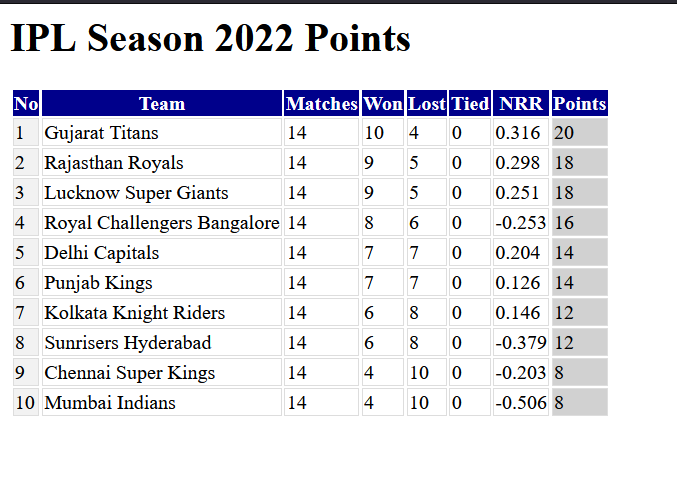 IPL Season 2022 Points
No Team Matches Won Lost Tied NRR Points
1 Gujarat Titans 14 10 4 0 0.316 20
2 Rajasthan Royals 14 9 5 0 0.298 18
3 Lucknow Super Giants 14 9 5 0 0.251 18
4 Royal Challengers Bangalore 14 8 6 0 -0.253 16
5 Delhi Capitals 14 7 7 0 0.204 14
6 Punjab Kings 14 7 7 0 0.126 14
7 Kolkata Knight Riders 14 6 8 0 0.146 12
8 Sunrisers Hyderabad 14 6 8 0 -0.379 12
9 Chennai Super Kings 14 4 10 0 -0.203 8
10 Mumbai Indians 14 4 10 0 -0.506 8